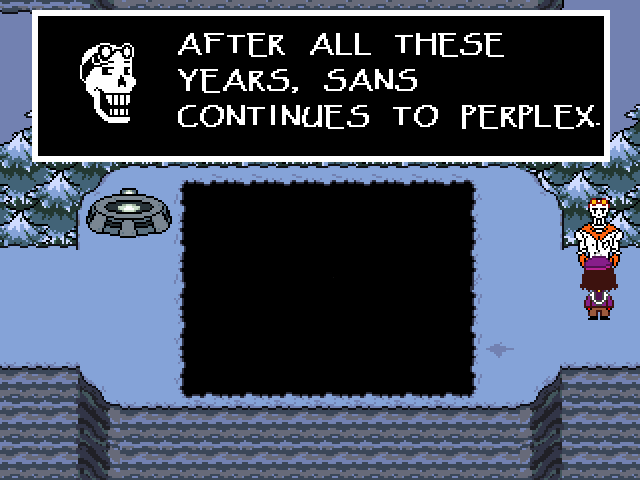 AFTER ALL THESE
YEARS, SANS
CONTINUES TO PERPLEX.